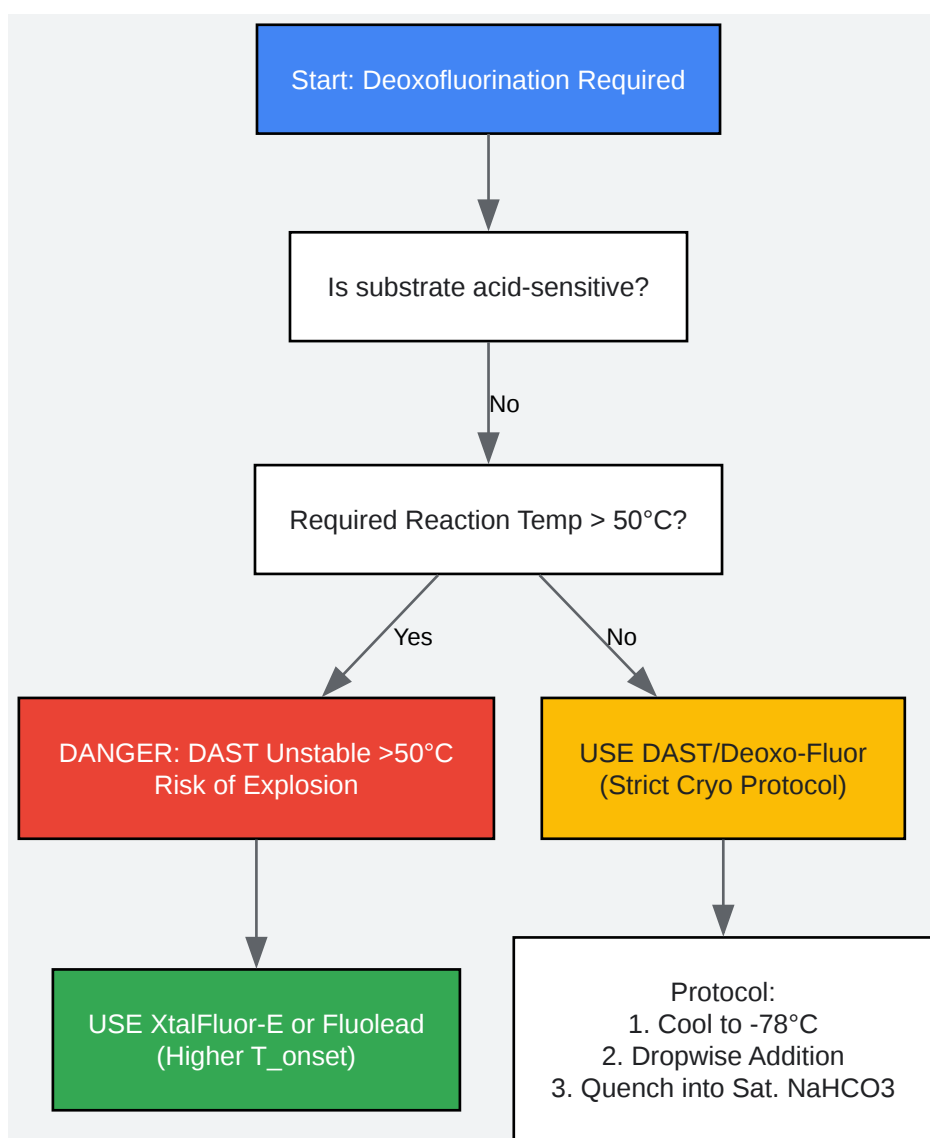 Start: Deoxofluorination Required
Is substrate acid-sensitive?
No
Required Reaction Temp > 50°C?
Yes
No
DANGER: DAST Unstable >50°C
Risk of Explosion
USE DAST/Deoxo-Fluor
(Strict Cryo Protocol)
USE XtalFluor-E or Fluolead
(Higher T_onset)
Protocol:
1. Cool to -78°C
2. Dropwise Addition
3. Quench into Sat. NaHCO3